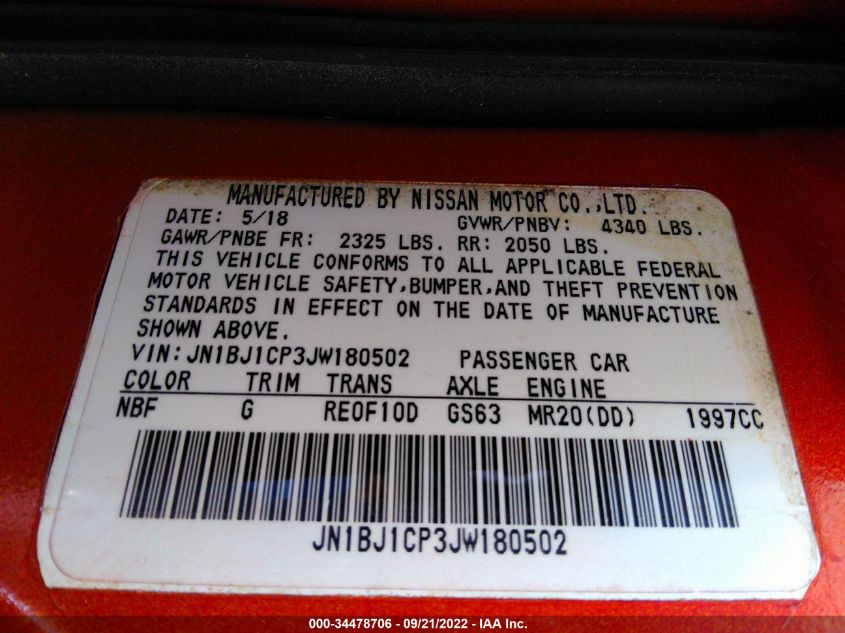 MANUFACTURED BY NISSAN MOTOR CO.,LTD.
DATE: 5/18 GVWR/PNBV: 4340 LBS.
GAWR/PNBE FR: 2325 LBS. RR: 2050 LBS.
THIS VEHICLE CONFORMS TO ALL APPLICABLE FEDERAL
MOTOR VEHICLE SAFETY,BUMPER,AND THEFT PREVENTION
STANDARDS IN EFFECT ON THE DATE OF MANUFACTURE
SHOWN ABOVE.
VIN:JN1BJ1CP3JW180502 PASSENGER CAR
COLOR TRIM TRANS AXLE ENGINE
NBF G RE0F10D GS63 MR20(DD) 1997CC
JN1BJ1CP3JW180502
000-34478706 - 09/21/2022 - IAA Inc.